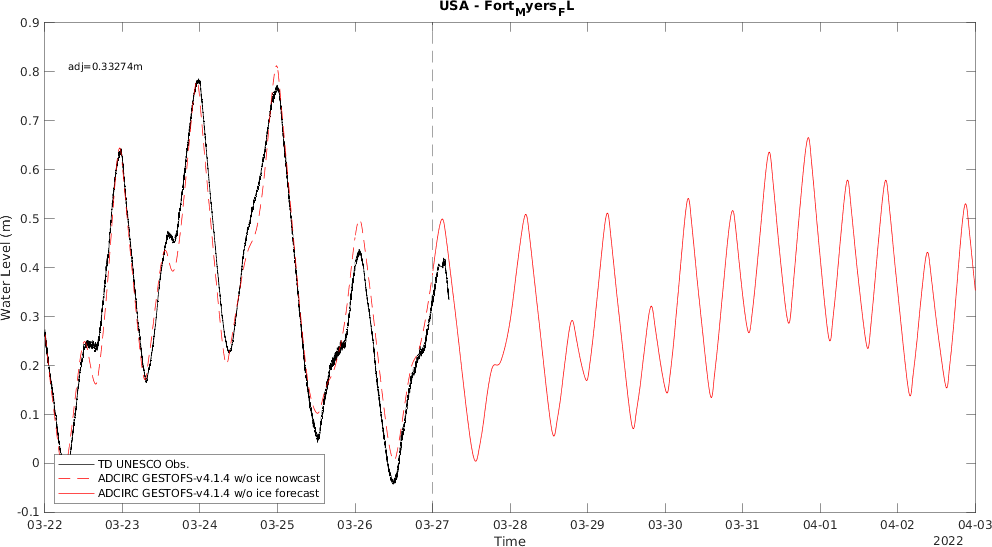 USA - Fort_Myers_FL
adj=0.33274m
Water Level (m)
0.9
0.8
0.7
0.6
0.5
0.4
0.3
0.2
0.1
0
-0.1
TD UNESCO Obs.
ADCIRC GESTOFS-v4.1.4 w/o ice nowcast
ADCIRC GESTOFS-v4.1.4 w/o ice forecast
03-22 03-23 03-24 03-25 03-26 03-27 03-28 03-29 03-30 03-31 04-01 04-02 04-03
Time
2022